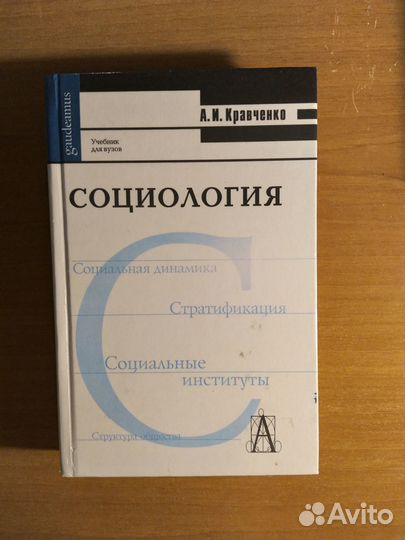 gaudeamus
А. И. Кравченко
Учебник
для вузов
СОЦИОЛОГИЯ
С
Социальная динамика
Стратификация
Социальные
институты
Структура общества
А
Avito